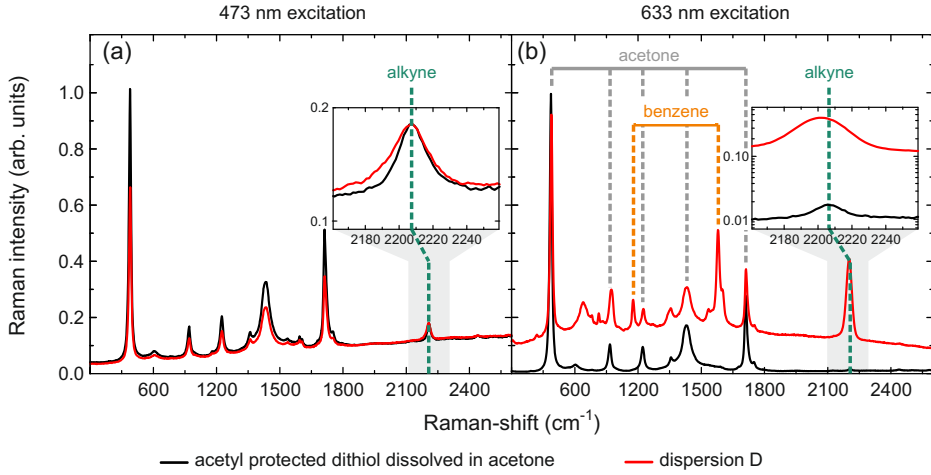 473 nm excitation
633 nm excitation
(a)
alkyne
(b)
acetone
alkyne
benzene
Raman intensity (arb. units)
1.0
0.8
0.6
0.4
0.2
0.0
0.2
0.1
2180 2200 2220 2240
0.10
0.01
2180 2200 2220 2240
600 1200 1500 1800 2100 2400
600 1200 1500 1800 2100 2400
Raman-shift (cm⁻¹)
acetyl protected dithiol dissolved in acetone
dispersion D